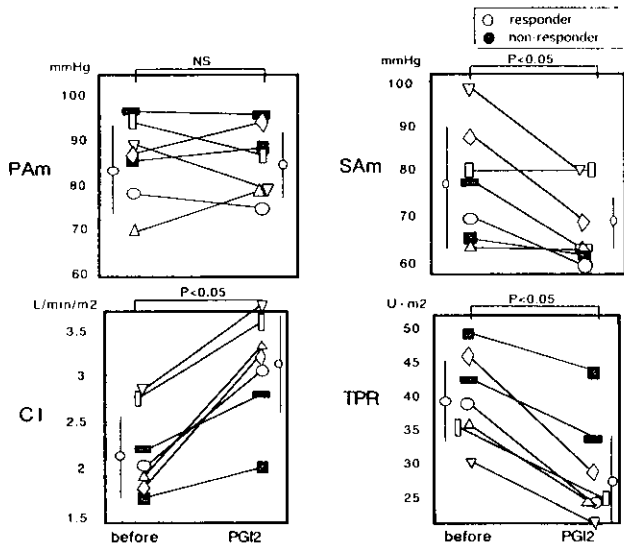 responder
non-responder
mmHg
NS
100
90
PAm
80
70
60
mmHg
P<0.05
100
90
80
SAm
70
60
L/min/m2
P<0.05
3.5
3
CI
2.5
2
1.5
before
PGI2
U·m2
P<0.05
50
45
40
TPR
35
30
25
before
PGI2